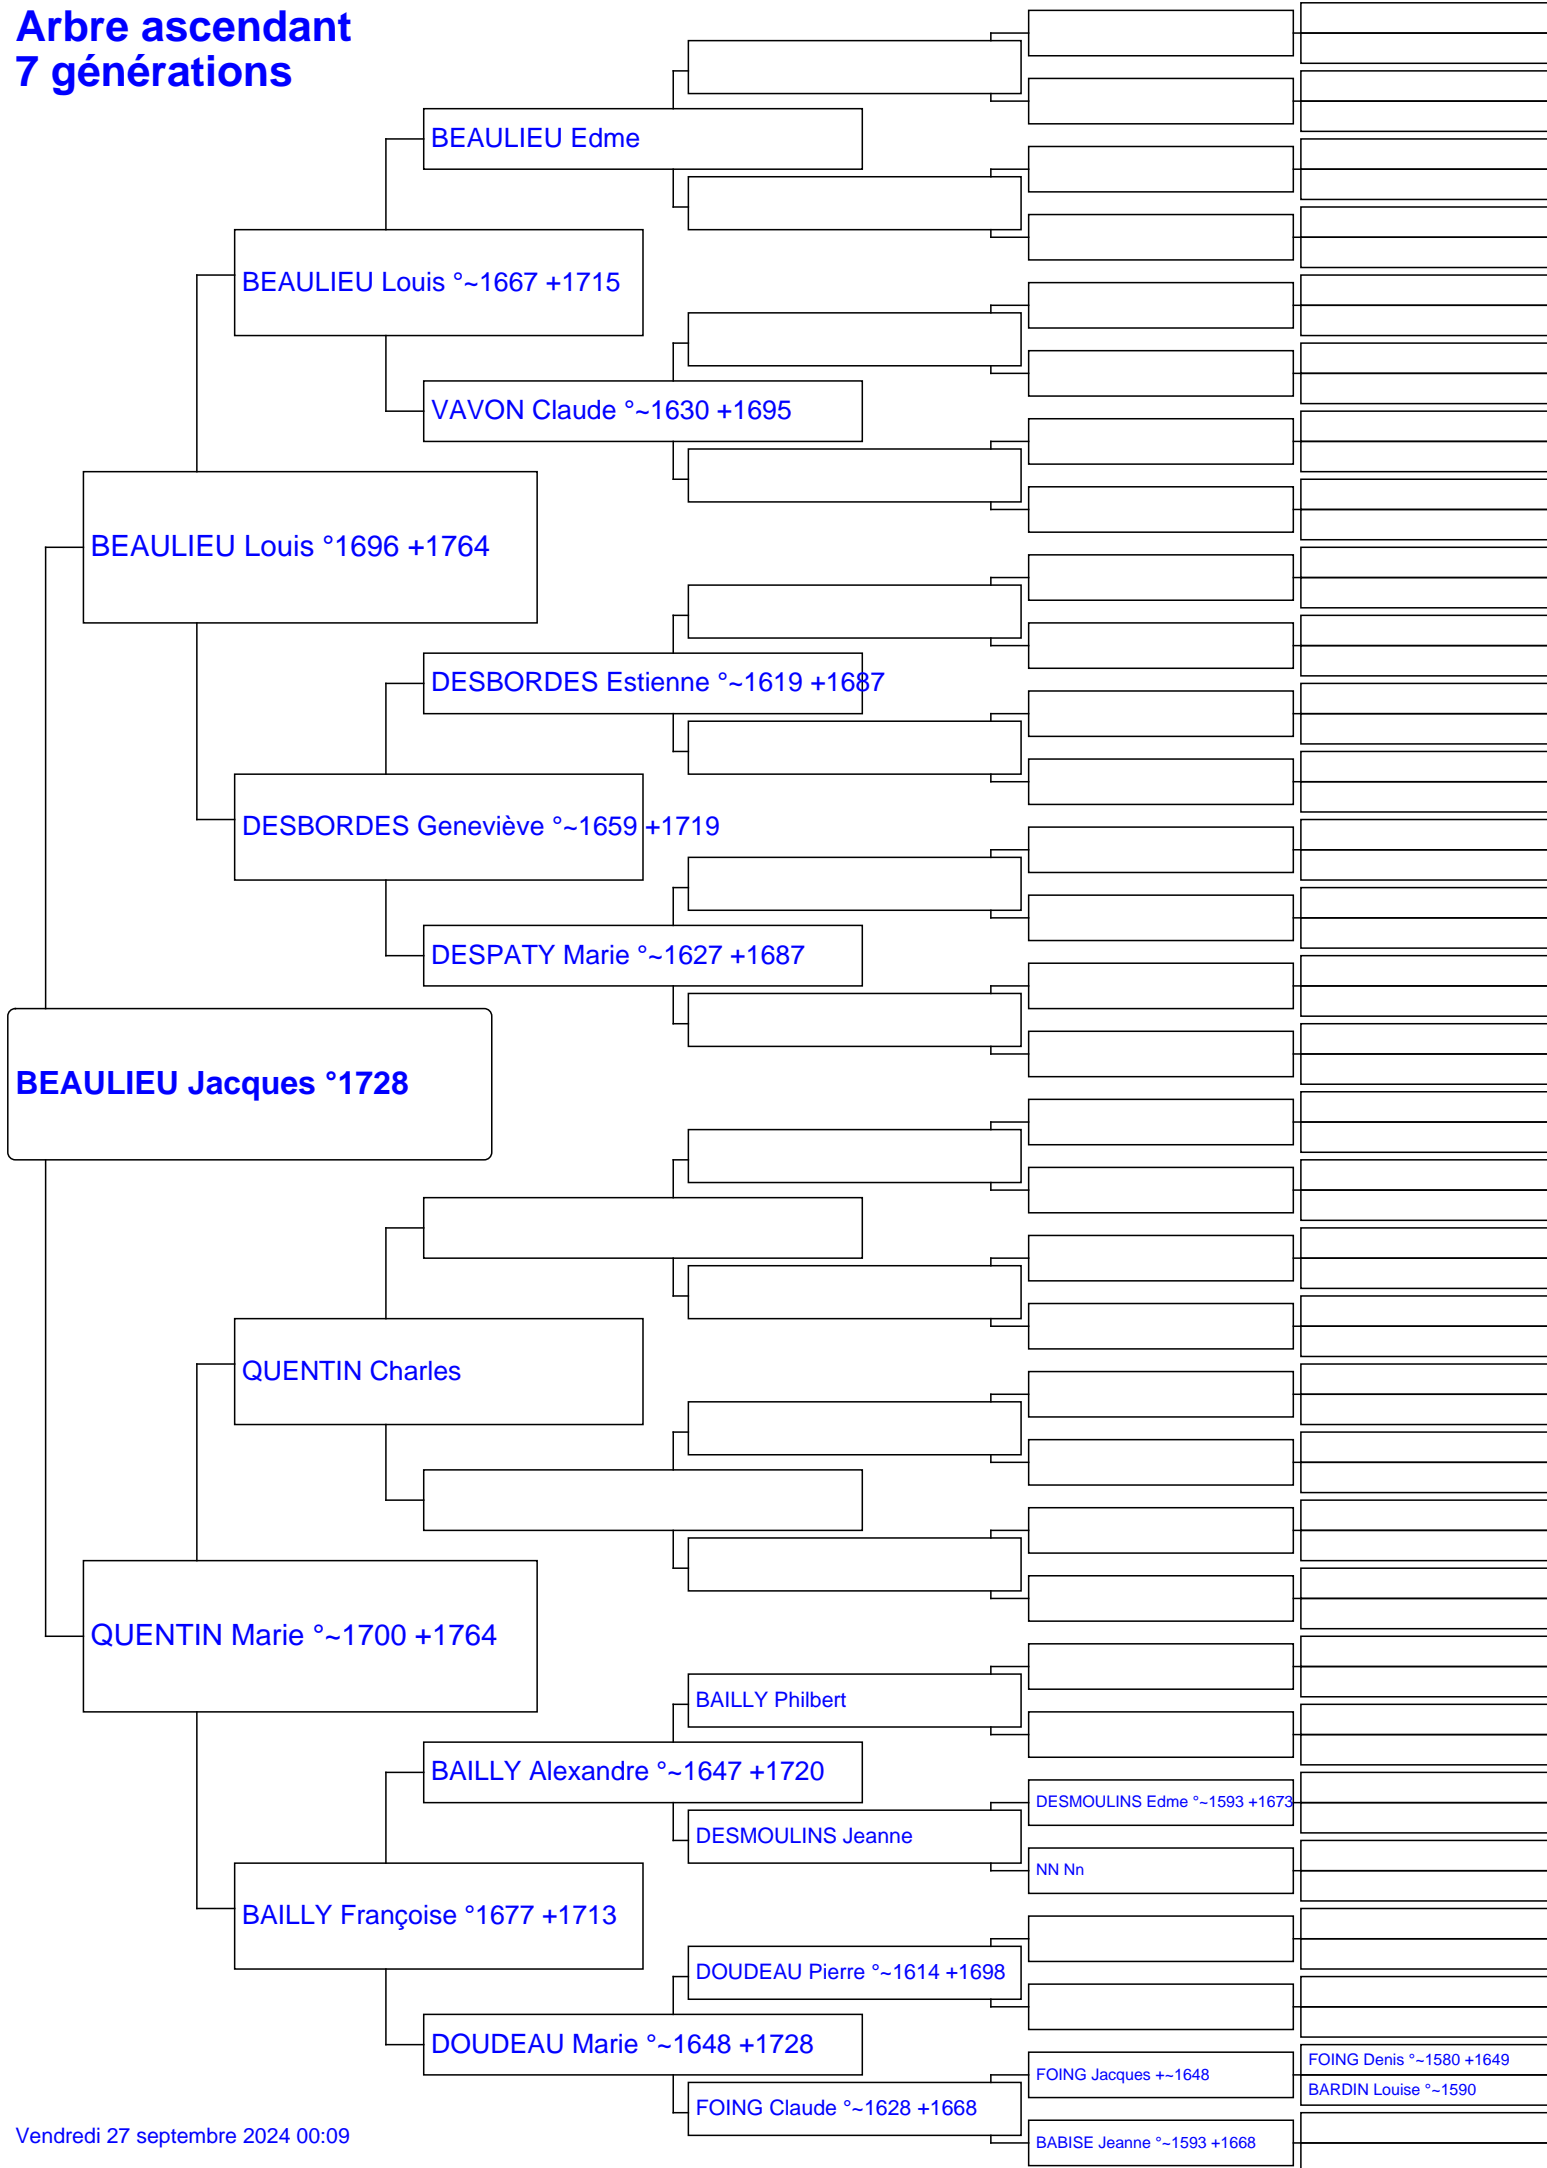 Arbre ascendant
7 générations
BEAULIEU Edme
BEAULIEU Louis °~1667 +1715
VAVON Claude °~1630 +1695
BEAULIEU Louis °1696 +1764
DESBORDES Estienne °~1619 +1687
DESBORDES Geneviève °~1659 +1719
DESPATY Marie °~1627 +1687
BEAULIEU Jacques °1728
QUENTIN Charles
QUENTIN Marie °~1700 +1764
BAILLY Philbert
BAILLY Alexandre °~1647 +1720
DESMOULINS Edme °~1593 +1673
DESMOULINS Jeanne
NN Nn
BAILLY Françoise °1677 +1713
DOUDEAU Pierre °~1614 +1698
DOUDEAU Marie °~1648 +1728
FOING Denis °~1580 +1649
FOING Jacques +~1648
BARDIN Louise °~1590
FOING Claude °~1628 +1668
BABISE Jeanne °~1593 +1668
Vendredi 27 septembre 2024 00:09